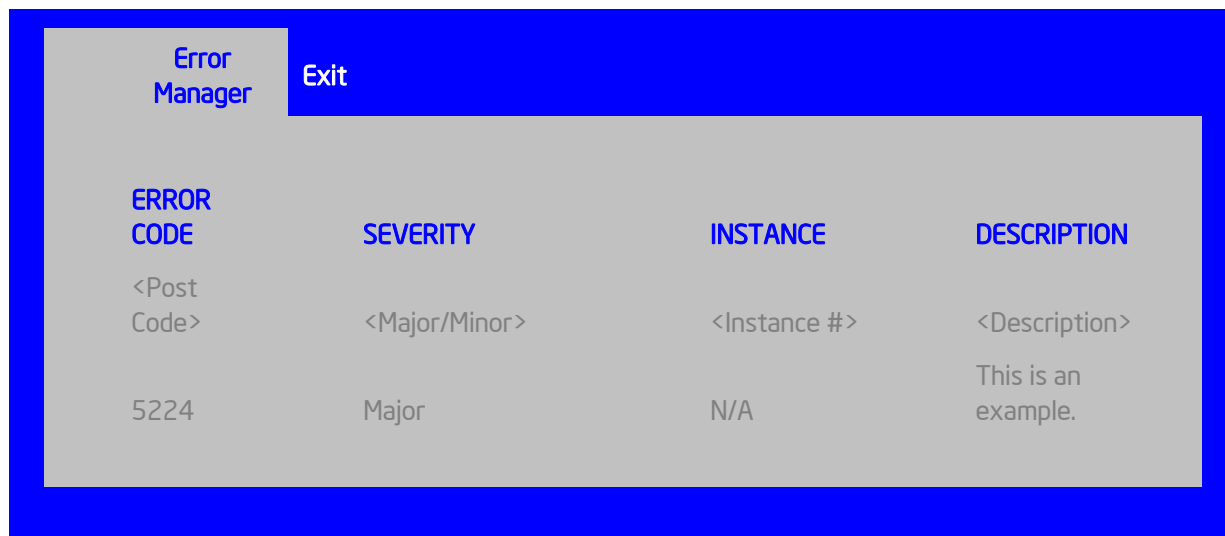 Error
Manager
Exit
ERROR
CODE
SEVERITY
INSTANCE
DESCRIPTION
<Post
Code>
<Major/Minor>
<Instance #>
<Description>
5224
Major
N/A
This is an
example.